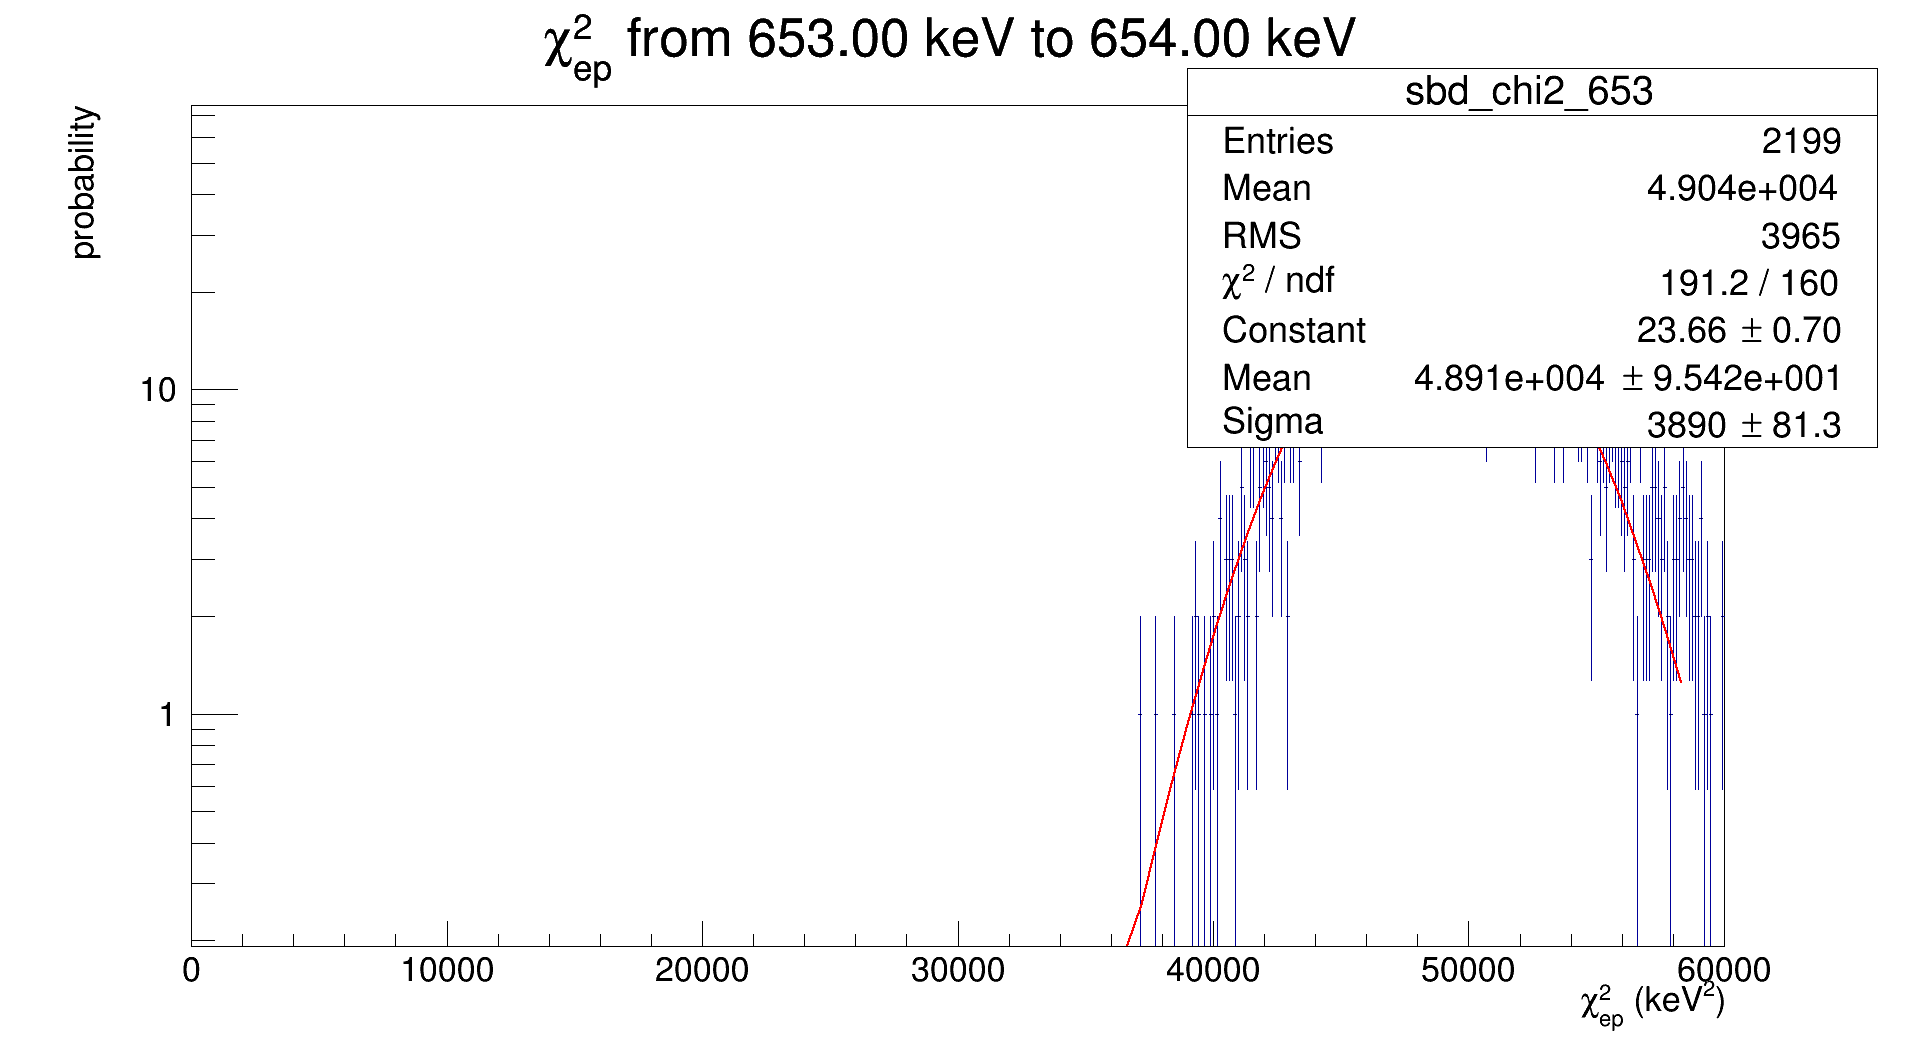 χ²ep from 653.00 keV to 654.00 keV
probability
sbd_chi2_653
Entries 2199
Mean 4.904e+004
RMS 3965
χ² / ndf 191.2 / 160
Constant 23.66 ± 0.70
Mean 4.891e+004 ± 9.542e+001
Sigma 3890 ± 81.3
10
1
0 10000 20000 30000 40000 50000 60000
χ²ep (keV²)